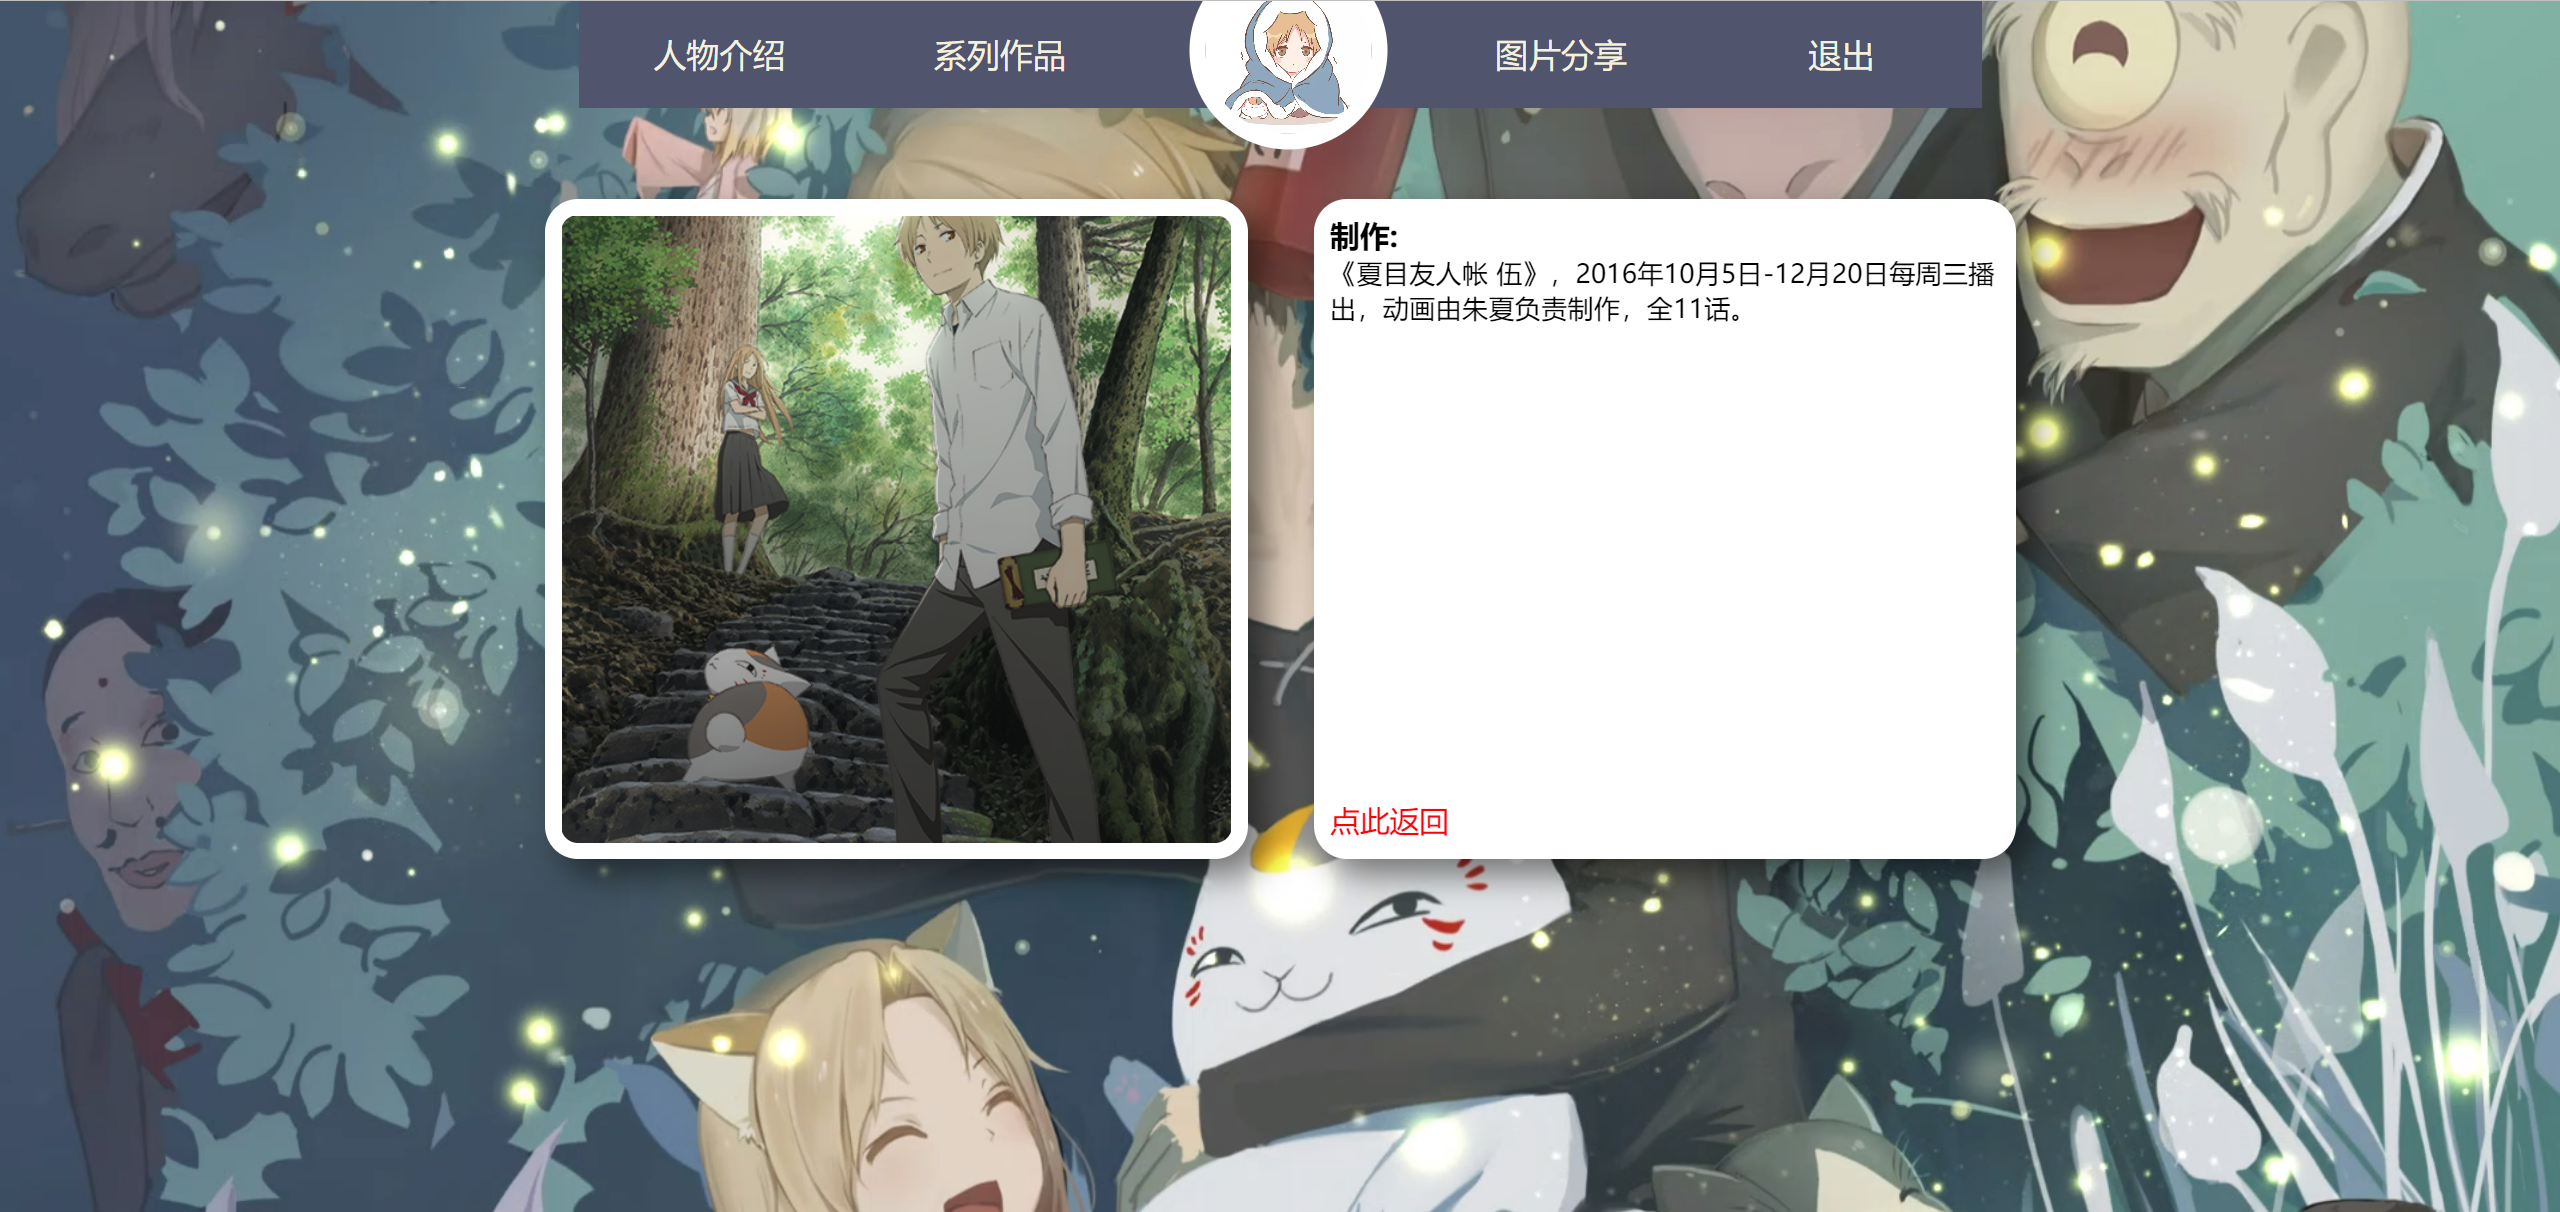 人物介绍
系列作品
图片分享
退出
制作:
《夏目友人帐 伍》，2016年10月5日-12月20日每周三播
出，动画由朱夏负责制作，全11话。
点此返回